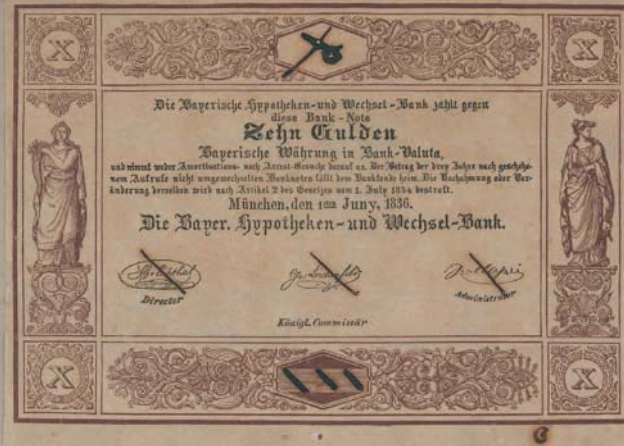 X X
Die Bayerische Hypotheken-und Wechsel-Bank zahlt gegen
diese Bank-Note
Zehn Gulden
Bayerische Währung in Bank-Valuta,
und nimmt weder Amortisations- noch Arrest-Gesuche darauf an. Der Betrag der drey Jahre nach geschehe-
nem Aufrufe nicht umgewechselten Banknoten fällt dem Bankfond heim. Die Nachahmung oder Ver-
änderung derselben wird nach Artikel 2 des Gesetzes vom 1. July 1834 bestraft.
München, den 1ten Juny, 1836.
Die Bayer. Hypotheken-und Wechsel-Bank.
Director
Administrator
Königl. Commissär
X X